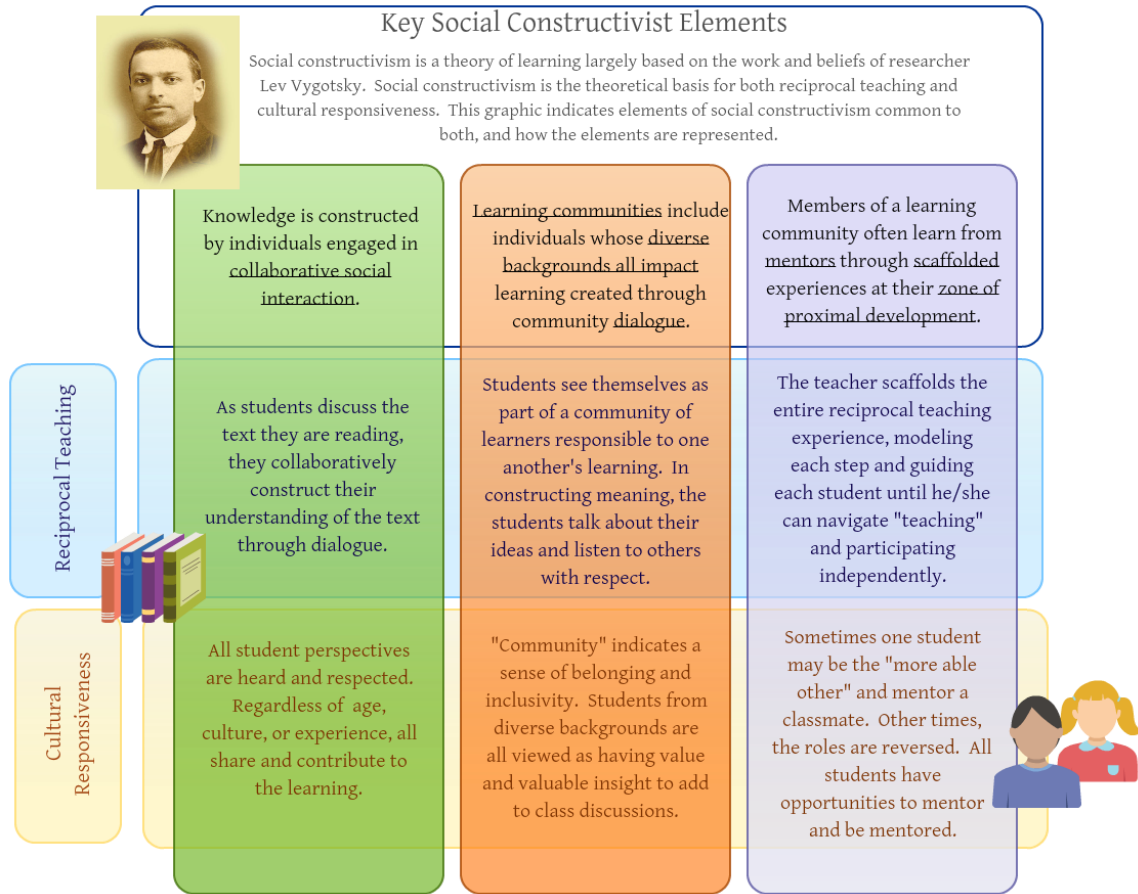 Key Social Constructivist Elements
Social constructivism is a theory of learning largely based on the work and beliefs of researcher
Lev Vygotsky. Social constructivism is the theoretical basis for both reciprocal teaching and
cultural responsiveness. This graphic indicates elements of social constructivism common to
both, and how the elements are represented.
Knowledge is constructed
by individuals engaged in
collaborative social
interaction.
Learning communities include
individuals whose diverse
backgrounds all impact
learning created through
community dialogue.
Members of a learning
community often learn from
mentors through scaffolded
experiences at their zone of
proximal development.
Reciprocal Teaching
As students discuss the
text they are reading,
they collaboratively
construct their
understanding of the text
through dialogue.
Students see themselves as
part of a community of
learners responsible to one
another's learning. In
constructing meaning, the
students talk about their
ideas and listen to others
with respect.
The teacher scaffolds the
entire reciprocal teaching
experience, modeling
each step and guiding
each student until he/she
can navigate "teaching"
and participating
independently.
Cultural
Responsiveness
All student perspectives
are heard and respected.
Regardless of age,
culture, or experience, all
share and contribute to
the learning.
"Community" indicates a
sense of belonging and
inclusivity. Students from
diverse backgrounds are
all viewed as having value
and valuable insight to add
to class discussions.
Sometimes one student
may be the "more able
other" and mentor a
classmate. Other times,
the roles are reversed. All
students have
opportunities to mentor
and be mentored.